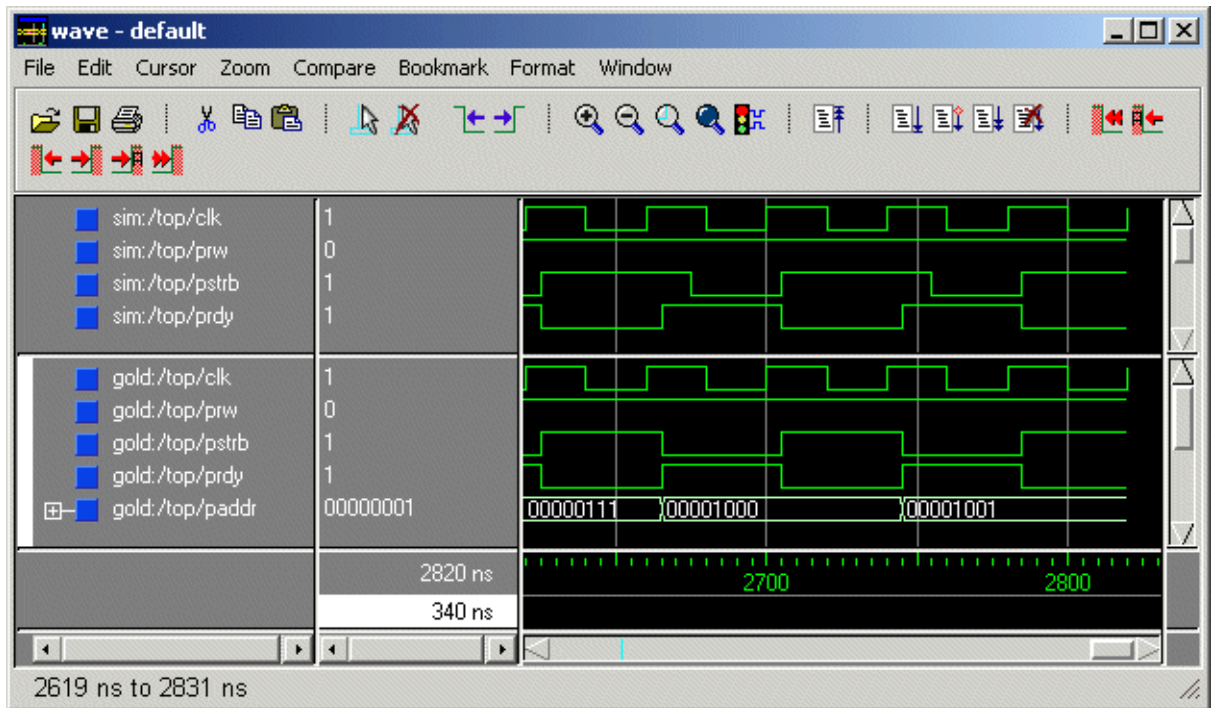 wave - default
File Edit Cursor Zoom Compare Bookmark Format Window
sim:/top/clk 1
sim:/top/prw 0
sim:/top/pstrb 1
sim:/top/prdy 1
gold:/top/clk 1
gold:/top/prw 0
gold:/top/pstrb 1
gold:/top/prdy 1
gold:/top/paddr 00000001 00000111 00001000 00001001
2820 ns 2700 2800
340 ns
2619 ns to 2831 ns